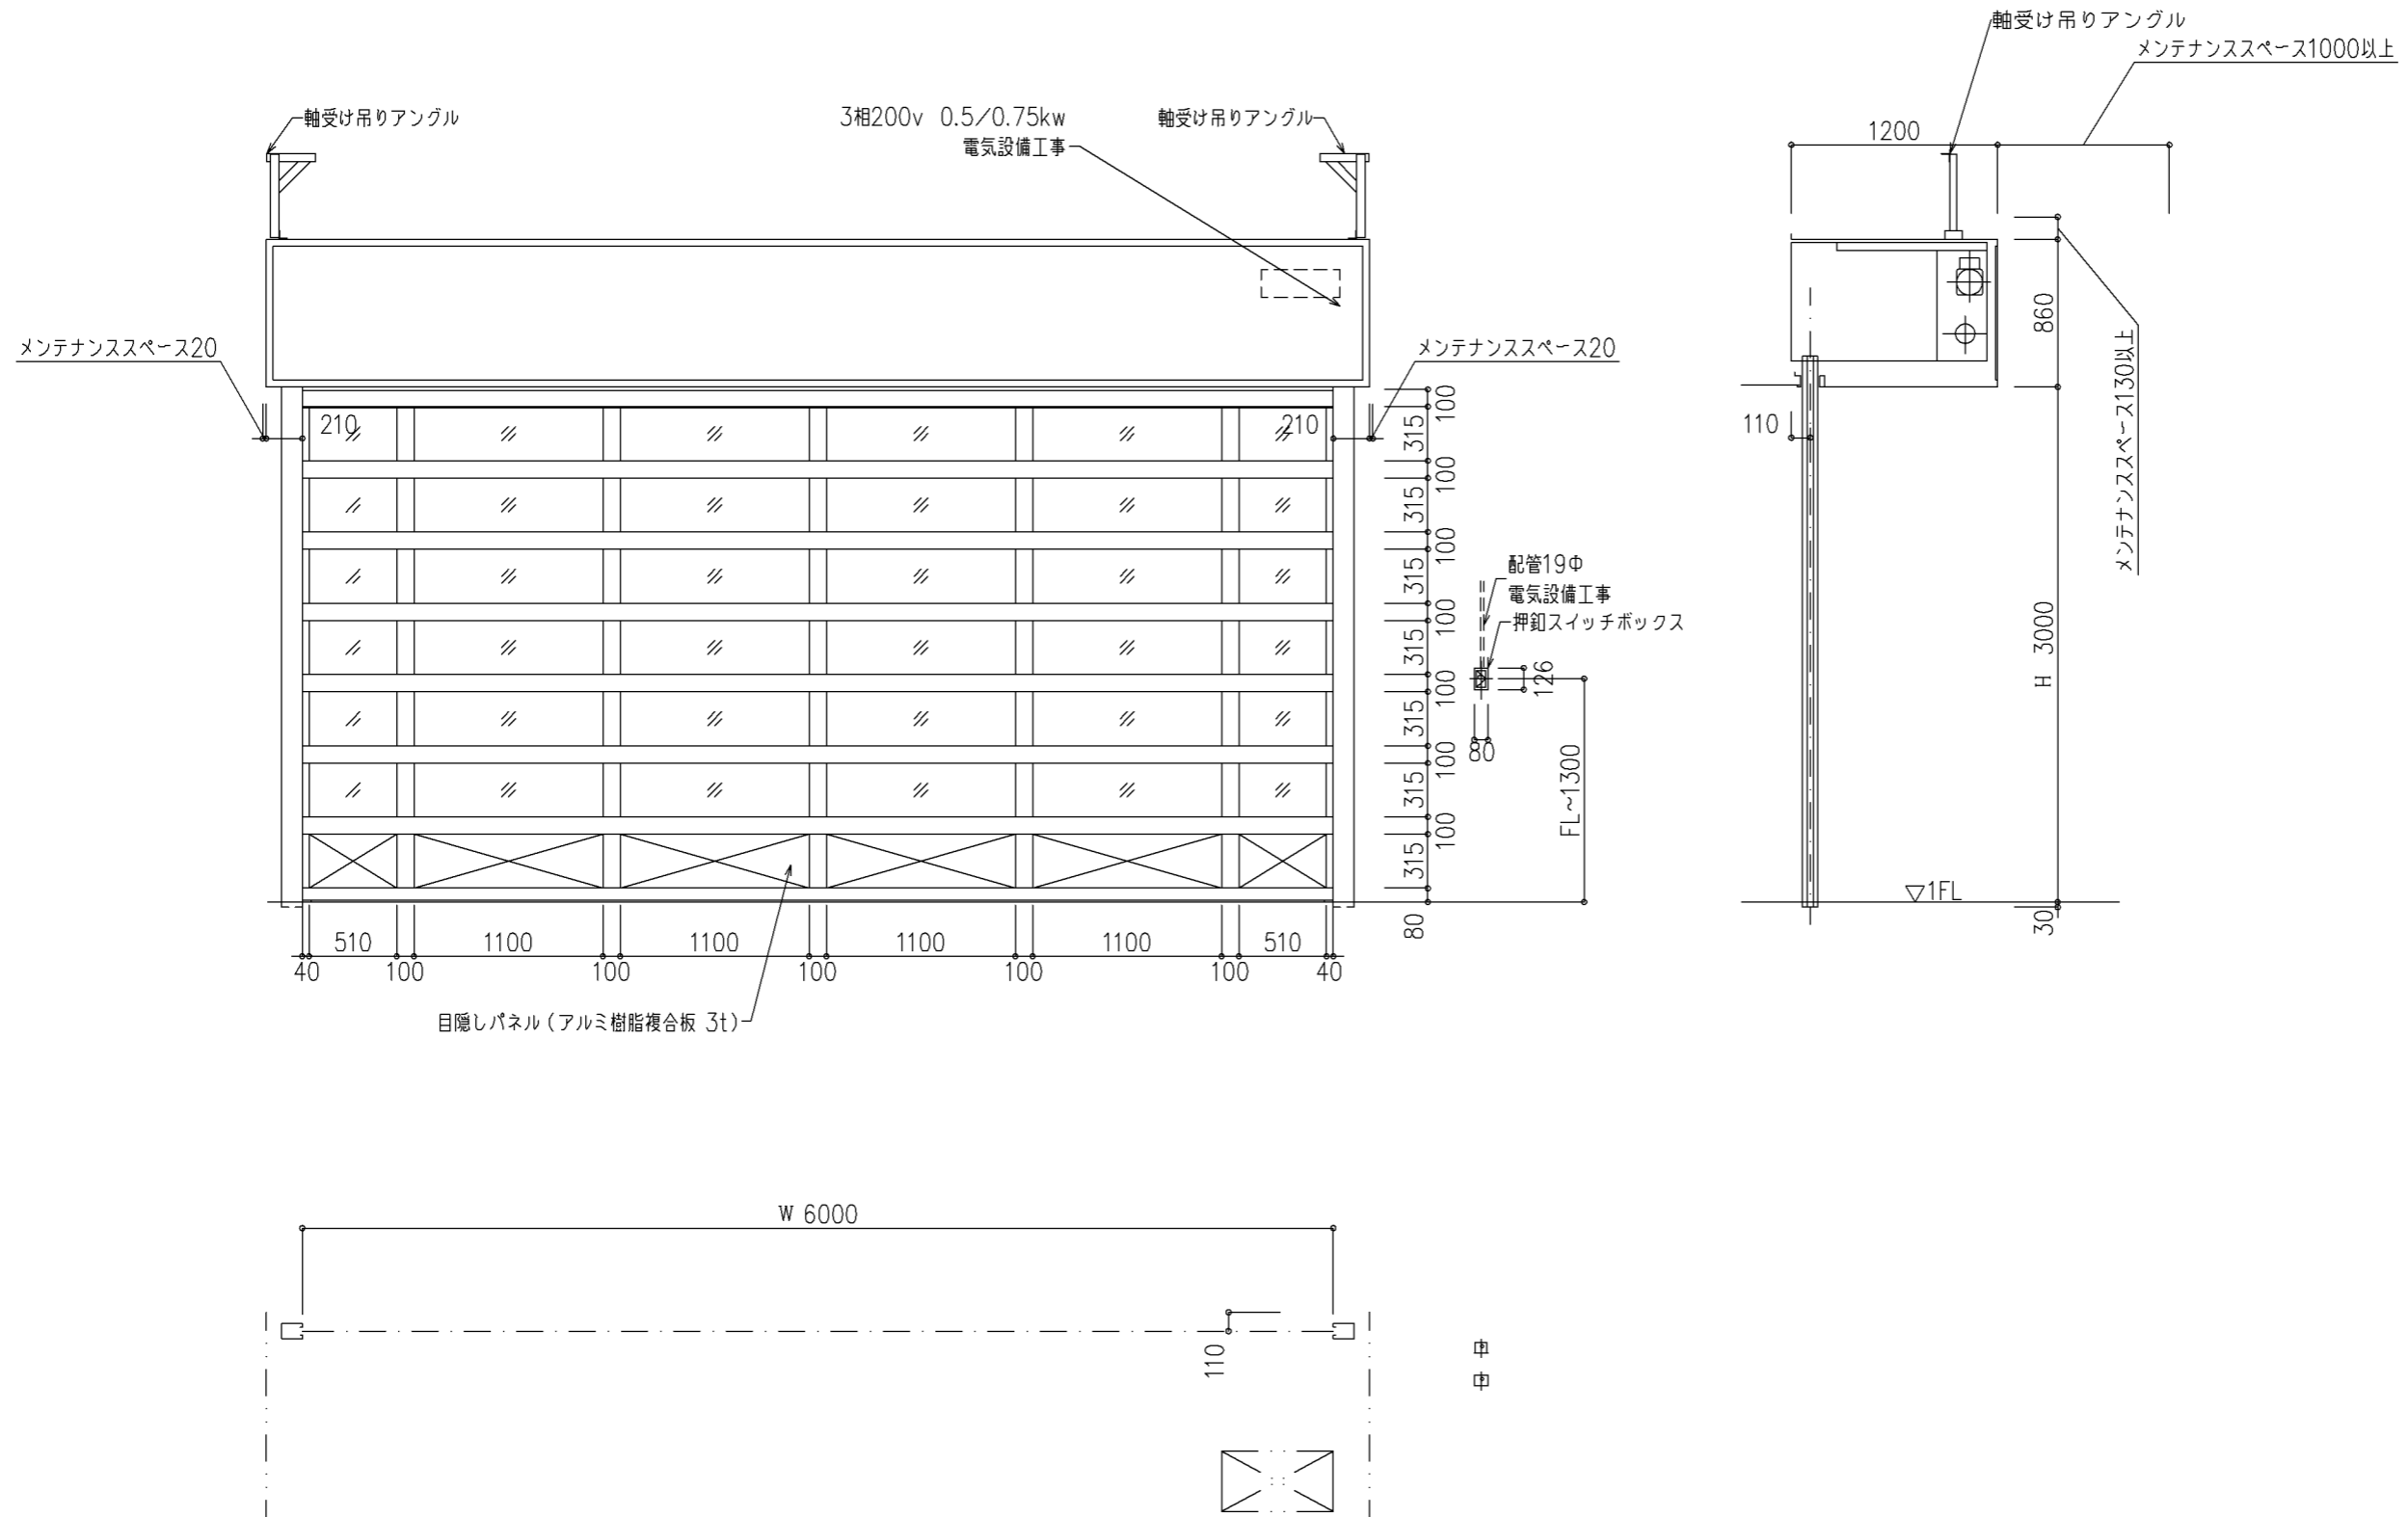 軸受け吊りアングル
メンテナンススペース1000以上
軸受け吊りアングル
3相200v 0.5/0.75kw
電気設備工事
軸受け吊りアングル
1200
メンテナンススペース20
メンテナンススペース20
860
メンテナンススペース130以上
210
210
110
100
315
100
315
100
315
100
315
100
315
100
315
100
315
80
配管19Φ
電気設備工事
押釦スイッチボックス
126
80
FL~1300
H 3000
▽1FL
30
510
1100
1100
1100
1100
510
40
100
100
100
100
100
40
目隠しパネル(アルミ樹脂複合板 3t)
W 6000
110